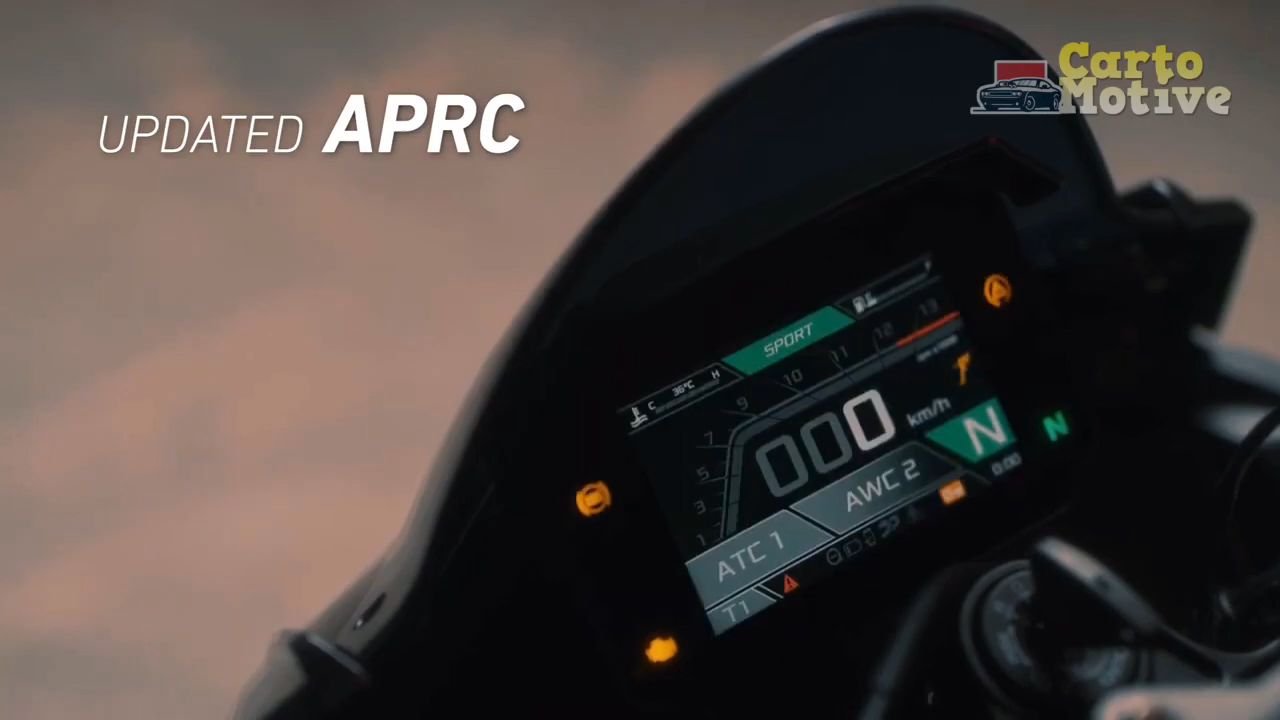 UPDATED APRC
Carto
Motive
SPORT
C 36°C H
F
1
3
5
7
9
10
11
12
13
000 km/h
N
N
AWC 2
0:00
ATC 1
T1